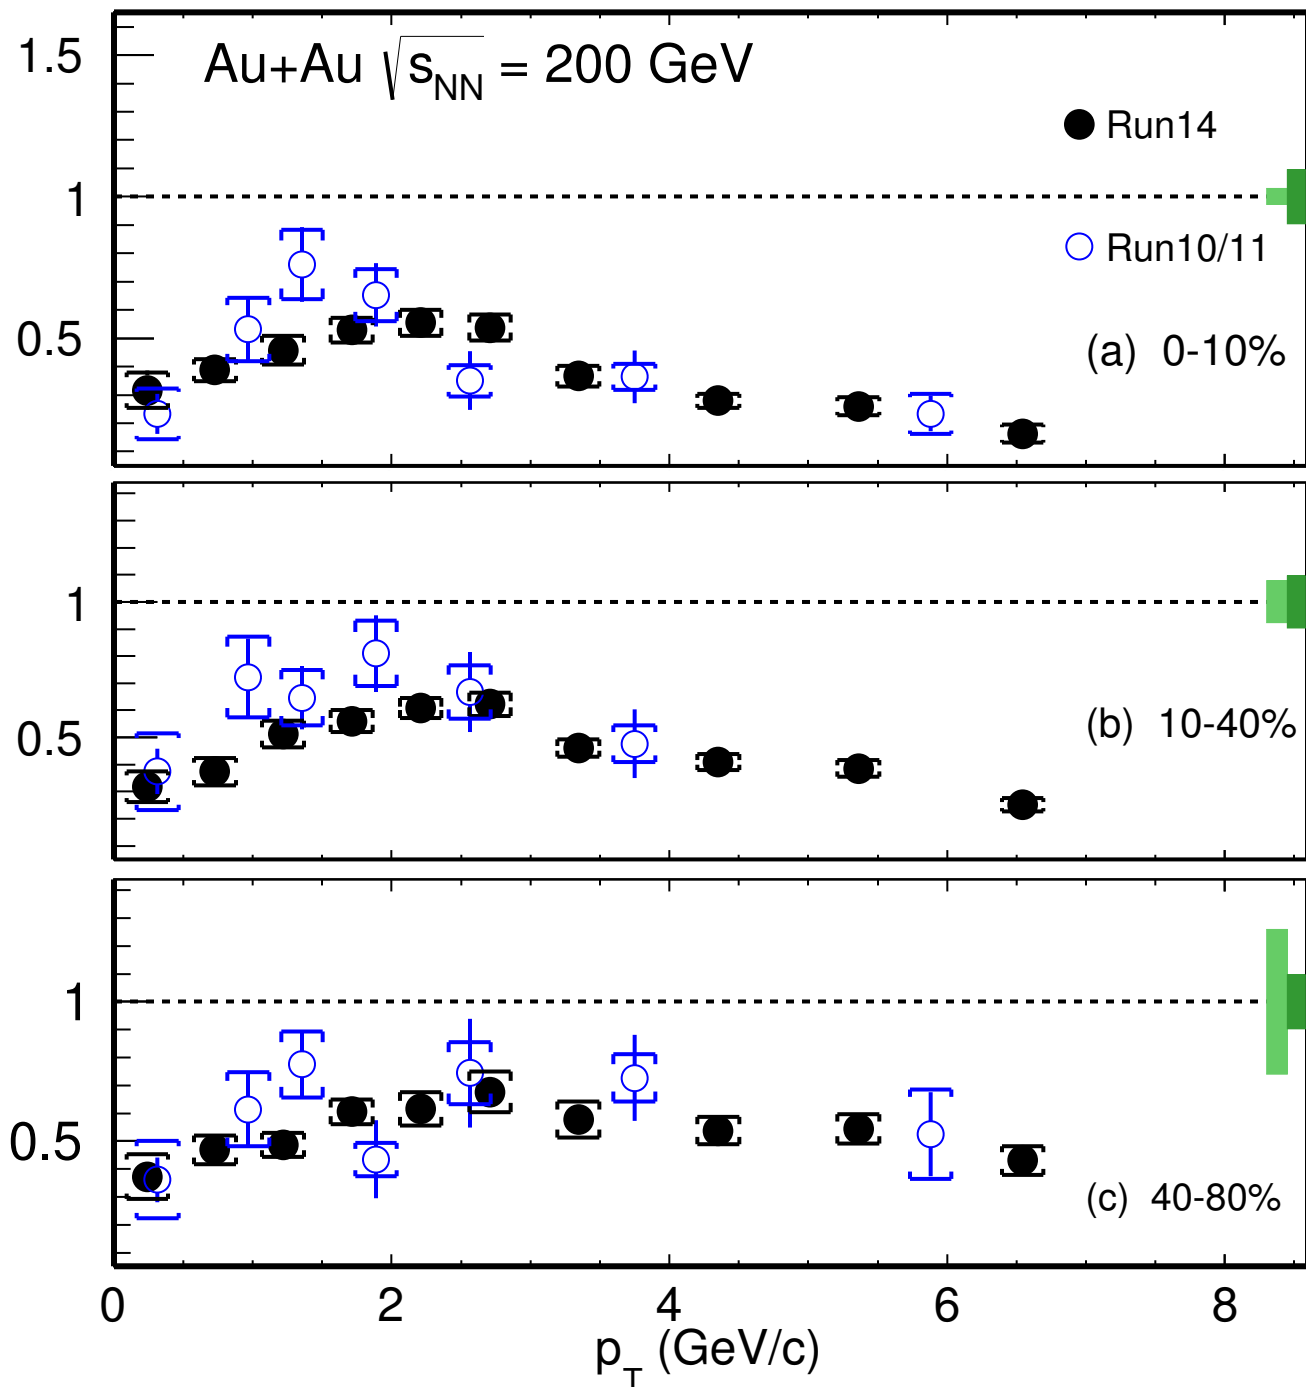 1.5
Au+Au √s_NN = 200 GeV
Run14
1
Run10/11
0.5
(a) 0-10%
1
0.5
(b) 10-40%
1
0.5
(c) 40-80%
0 2 4 6 8
p_T (GeV/c)